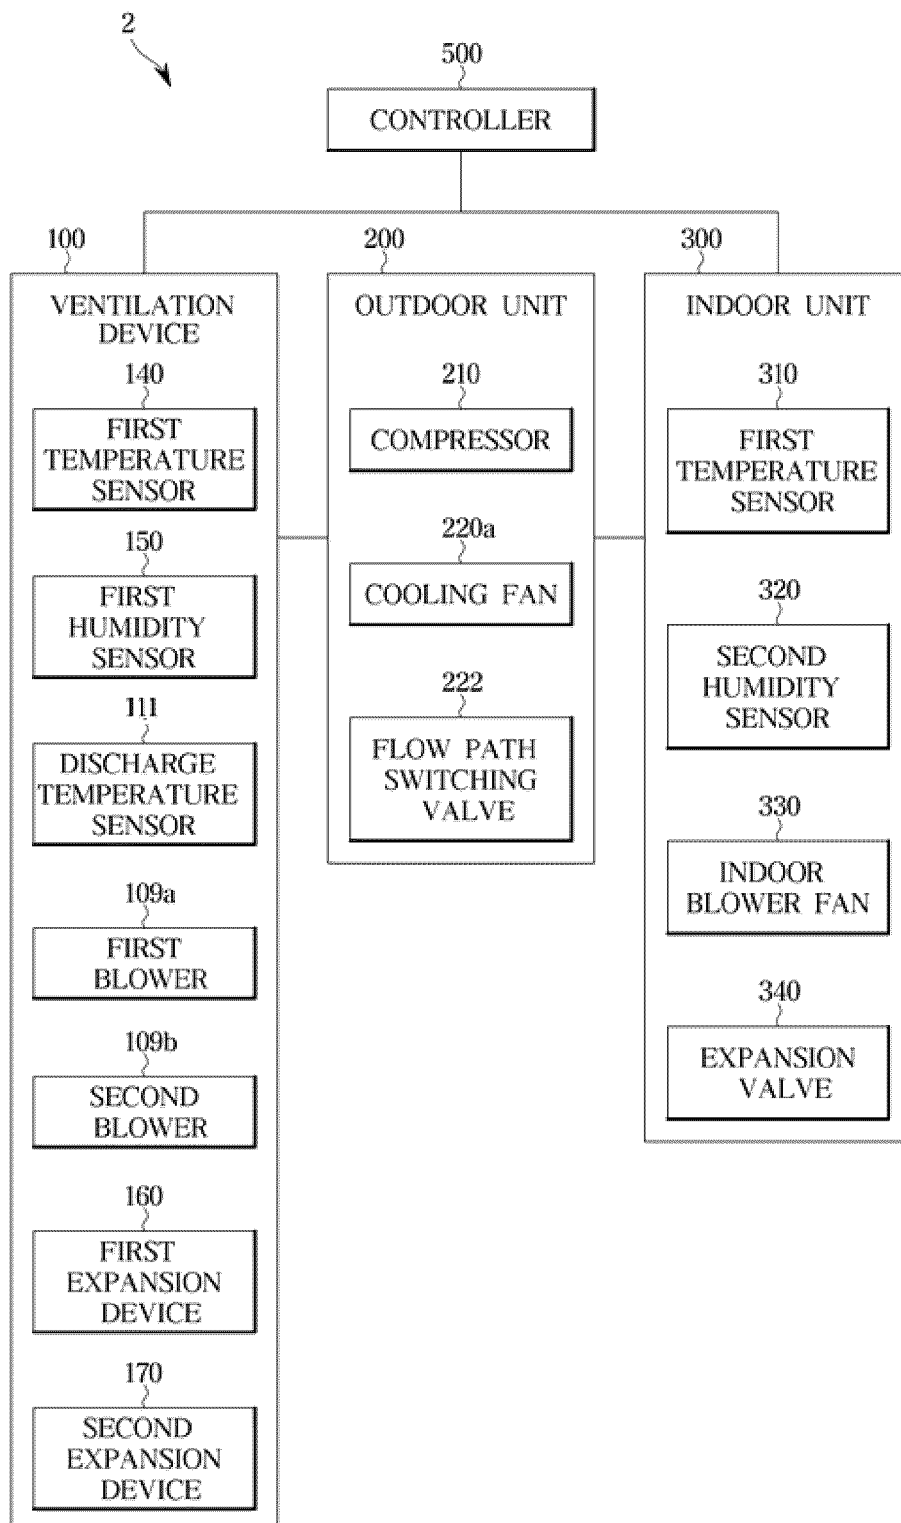 2
500
CONTROLLER
100
VENTILATION
DEVICE
140
FIRST
TEMPERATURE
SENSOR
150
FIRST
HUMIDITY
SENSOR
111
DISCHARGE
TEMPERATURE
SENSOR
109a
FIRST
BLOWER
109b
SECOND
BLOWER
160
FIRST
EXPANSION
DEVICE
170
SECOND
EXPANSION
DEVICE
200
OUTDOOR UNIT
210
COMPRESSOR
220a
COOLING FAN
222
FLOW PATH
SWITCHING
VALVE
300
INDOOR UNIT
310
FIRST
TEMPERATURE
SENSOR
320
SECOND
HUMIDITY
SENSOR
330
INDOOR
BLOWER FAN
340
EXPANSION
VALVE